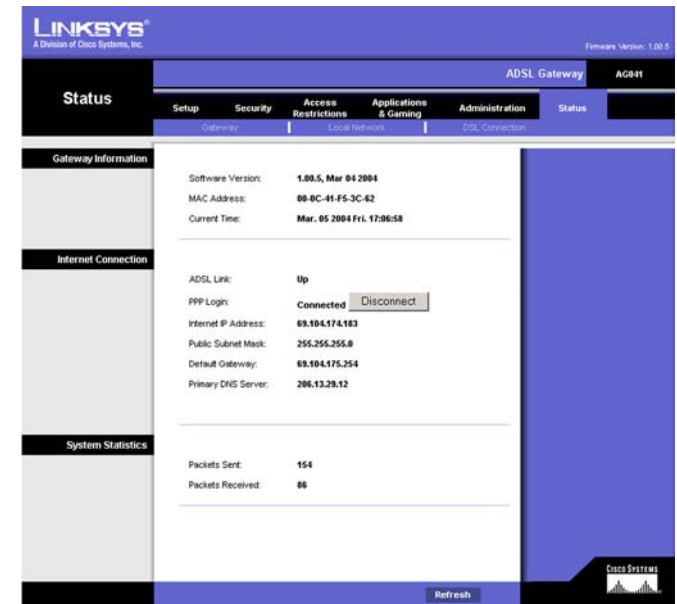 LINKSYS®
A Division of Cisco Systems, Inc.
Firmware Version: 1.00.5
ADSL Gateway AG041
Status
Setup Security Access Restrictions Applications & Gaming Administration Status
Gateway Local Network DSL Connection
Gateway Information
Software Version: 1.00.5, Mar 04 2004
MAC Address: 00-0C-41-F5-3C-62
Current Time: Mar. 05 2004 Fri. 17:06:58
Internet Connection
ADSL Link: Up
PPP Login: Connected Disconnect
Internet IP Address: 69.104.174.183
Public Subnet Mask: 255.255.255.0
Default Gateway: 69.104.175.254
Primary DNS Server: 206.13.29.12
System Statistics
Packets Sent: 154
Packets Received: 86
Refresh
CISCO SYSTEMS